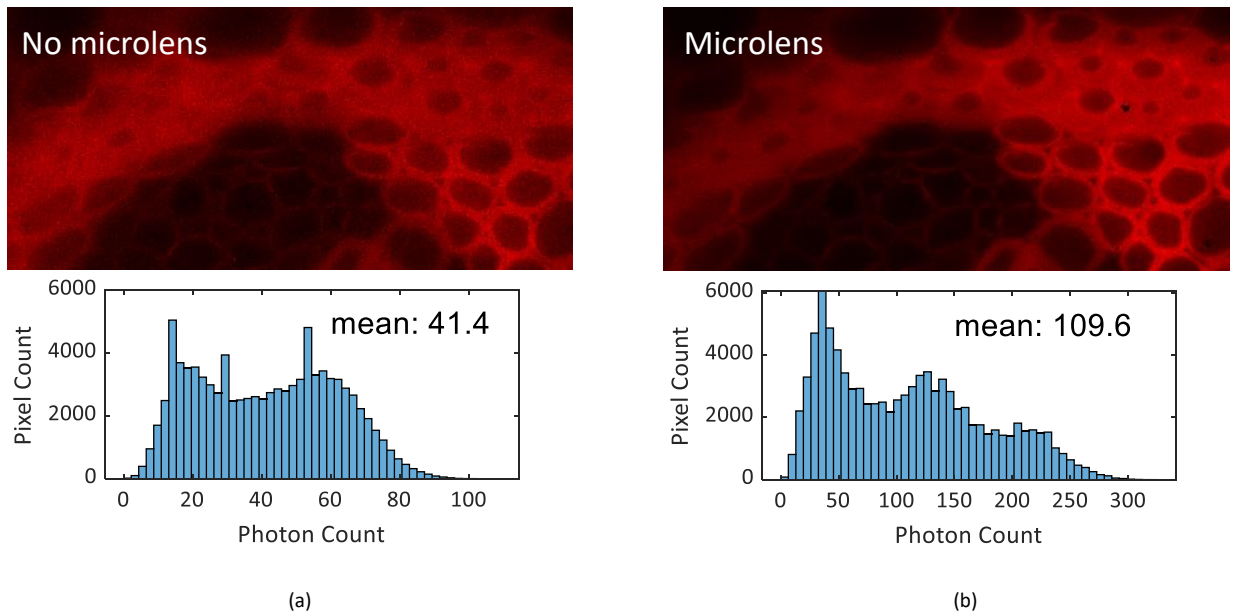 No microlens
6000
4000
2000
0
Pixel Count
mean: 41.4
0 20 40 60 80 100
Photon Count
(a)
Microlens
6000
4000
2000
0
Pixel Count
mean: 109.6
0 50 100 150 200 250 300
Photon Count
(b)